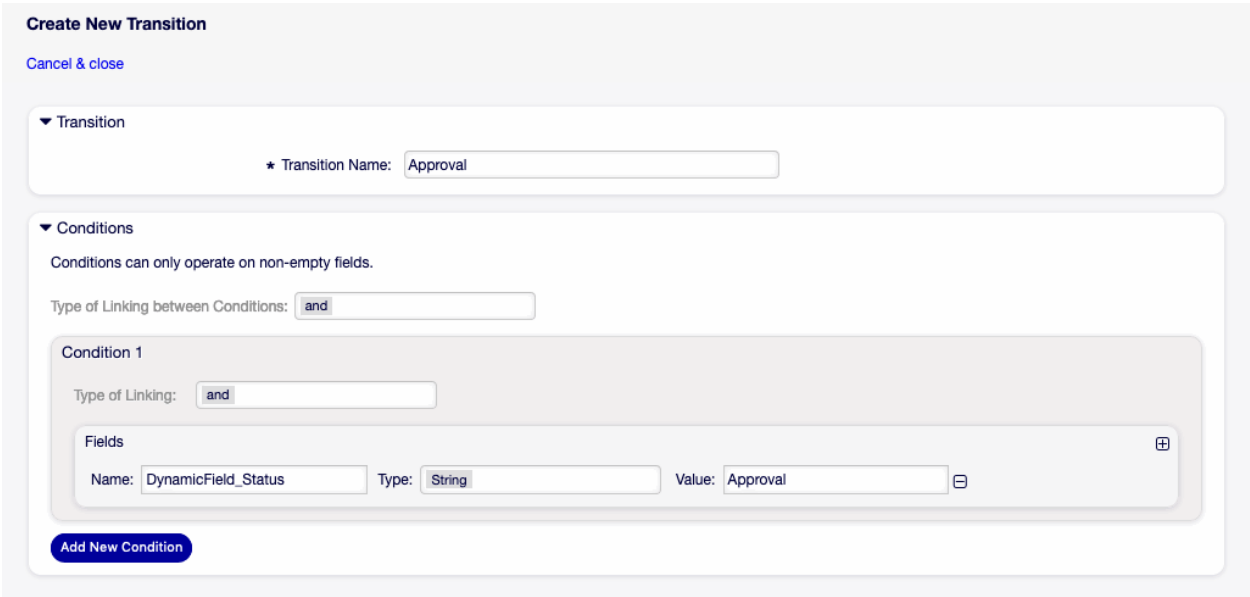 Create New Transition
Cancel & close
Transition
* Transition Name: Approval
Conditions
Conditions can only operate on non-empty fields.
Type of Linking between Conditions: and
Condition 1
Type of Linking: and
Fields
Name: DynamicField_Status Type: String Value: Approval
Add New Condition